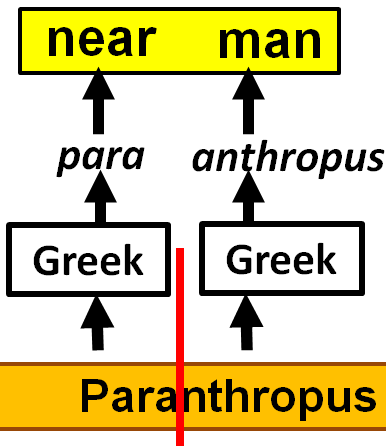 near man
para anthropus
Greek Greek
Paranthropus